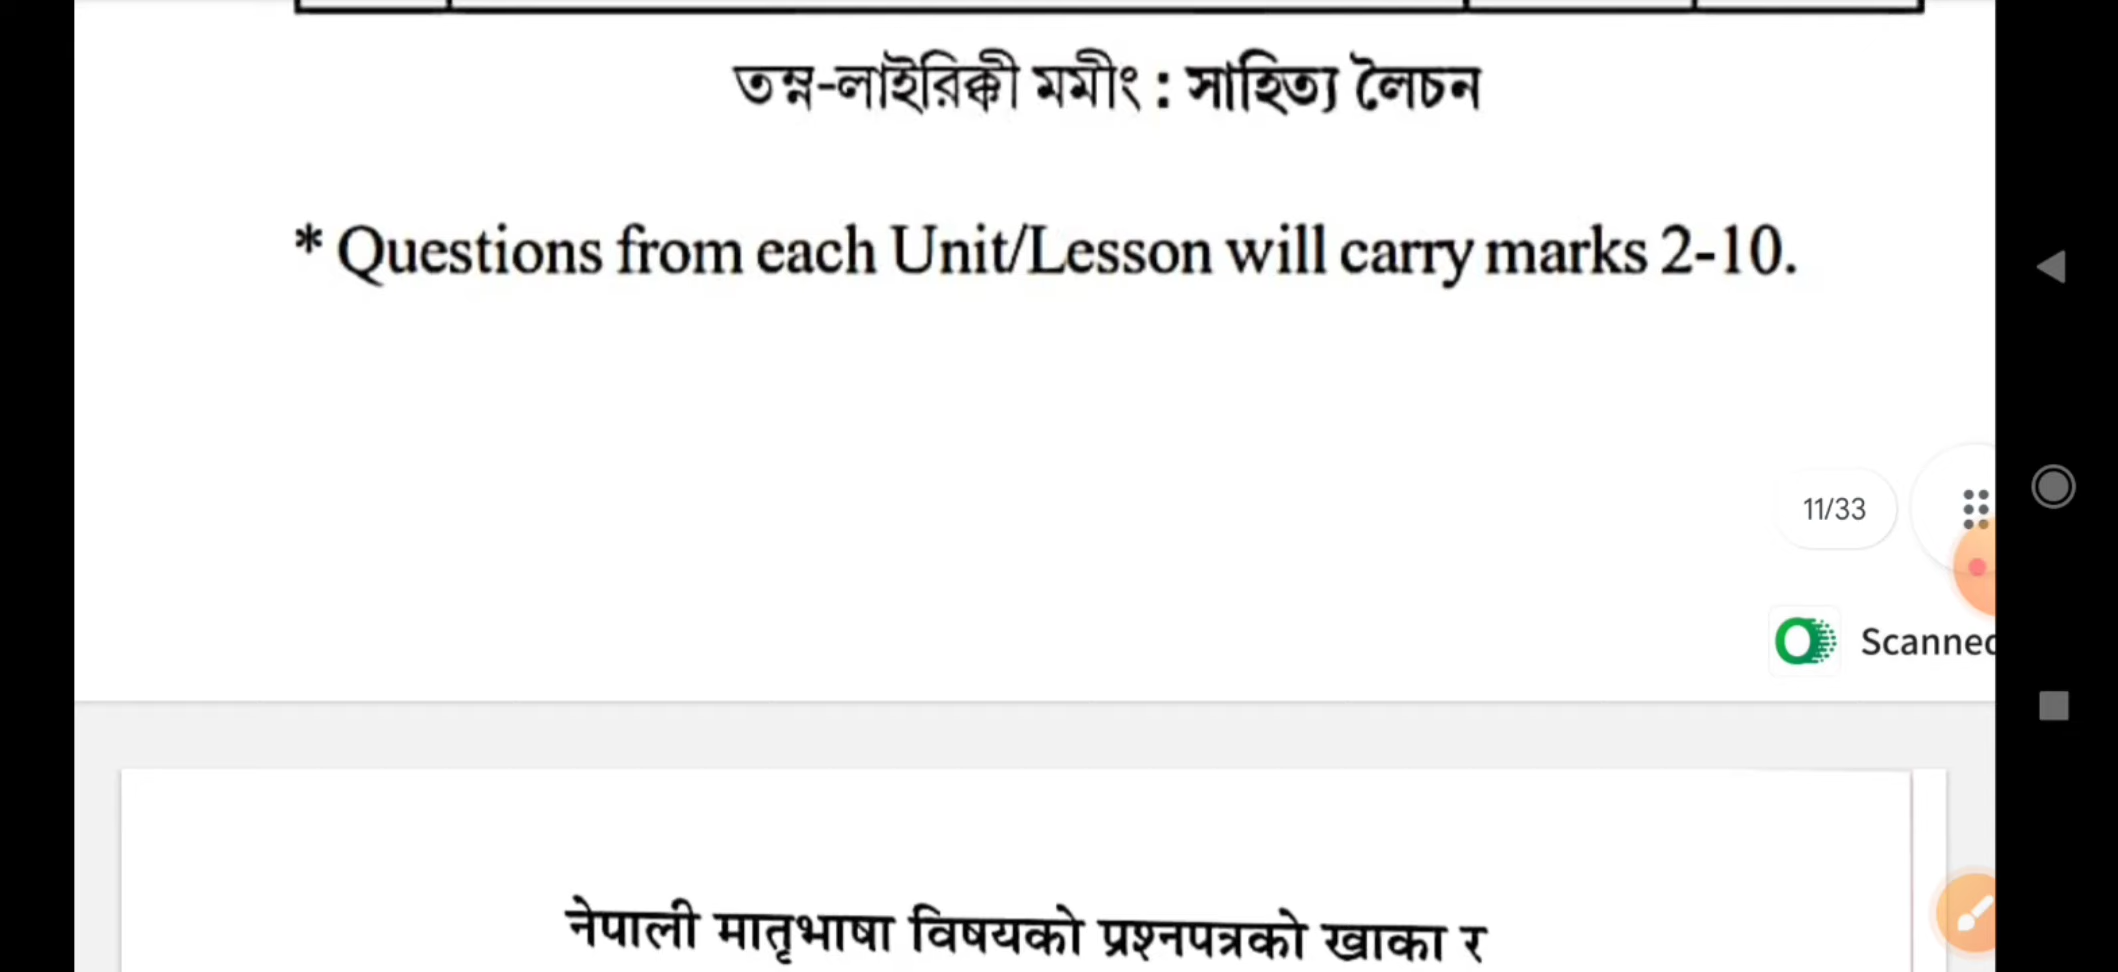 তম্ন-লাইরিক্কী মমীং : সাহিত্য লৈচন
* Questions from each Unit/Lesson will carry marks 2-10.
11/33
Scanned
नेपाली मातृभाषा विषयको प्रश्नपत्रको खाका र